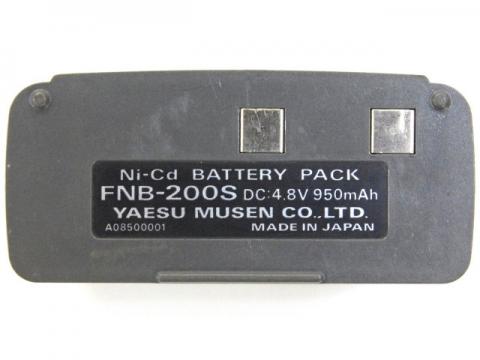 Ni-Cd BATTERY PACK
FNB-200S DC:4.8V 950mAh
YAESU MUSEN CO.,LTD.
A08500001 MADE IN JAPAN